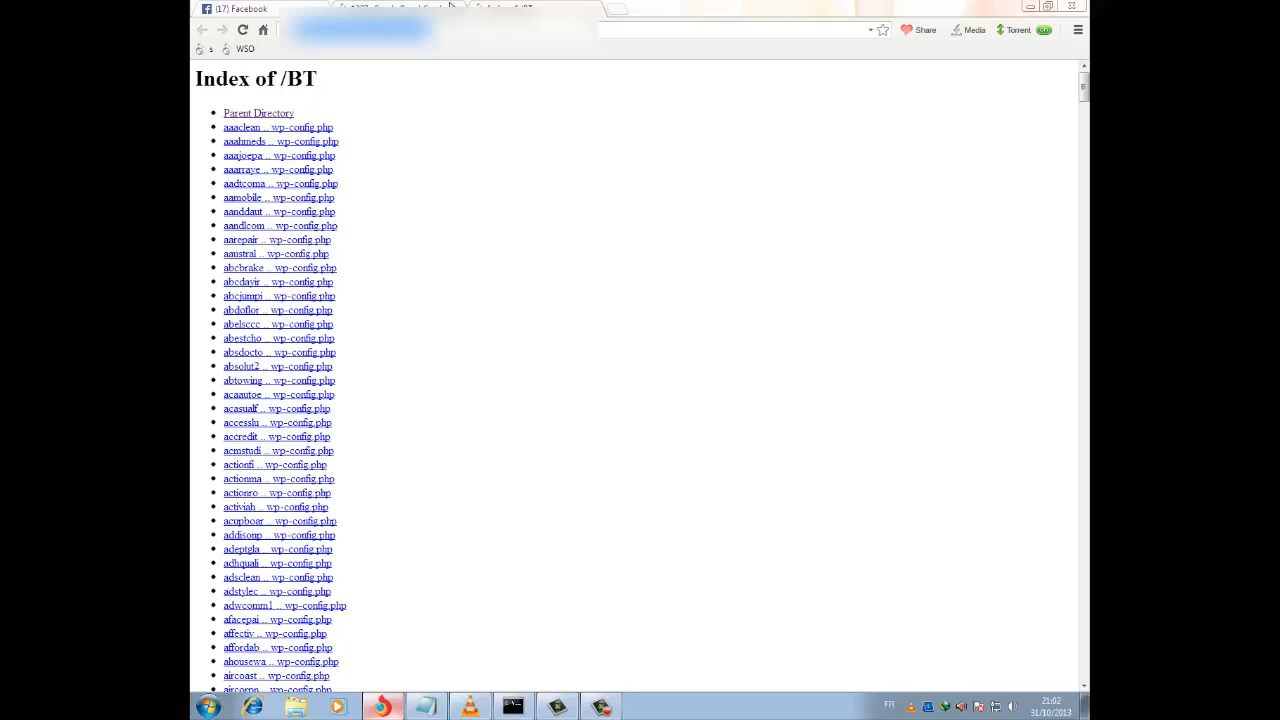 (17) Facebook
Share
Media
Torrent
s
WSO
Index of /BT
Parent Directory
aaaclean .. wp-config.php
aaahmeds .. wp-config.php
aaajoepa .. wp-config.php
aaarraye .. wp-config.php
aadtcoma .. wp-config.php
aamobile .. wp-config.php
aanddaut .. wp-config.php
aandlcom .. wp-config.php
aarepair .. wp-config.php
aaustral .. wp-config.php
abcbrake .. wp-config.php
abcdayir .. wp-config.php
abcjumpi .. wp-config.php
abdoflor .. wp-config.php
abelsccc .. wp-config.php
abestcho .. wp-config.php
absdocto .. wp-config.php
absolut2 .. wp-config.php
abtowing .. wp-config.php
acaautoe .. wp-config.php
acasualf .. wp-config.php
accesslu .. wp-config.php
accredit .. wp-config.php
acmstudi .. wp-config.php
actionfi .. wp-config.php
actionma .. wp-config.php
actionro .. wp-config.php
activiah .. wp-config.php
acupboar .. wp-config.php
addisonp .. wp-config.php
adeptgla .. wp-config.php
adhquali .. wp-config.php
adsclean .. wp-config.php
adstylec .. wp-config.php
adwcomm1 .. wp-config.php
afacepai .. wp-config.php
affectiv .. wp-config.php
affordab .. wp-config.php
ahousewa .. wp-config.php
aircoast .. wp-config.php
aircorpn .. wp-config.php
FR
21:02
31/10/2013